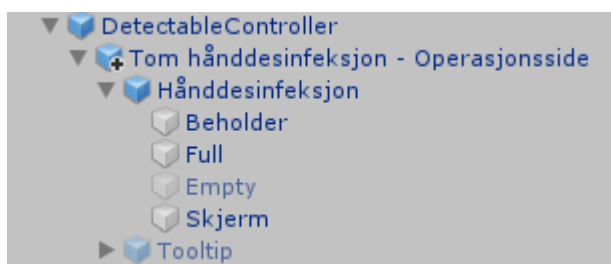 DetectableController
Tom hånddesinfeksjon - Operasjonsside
Hånddesinfeksjon
Beholder
Full
Empty
Skjerm
Tooltip